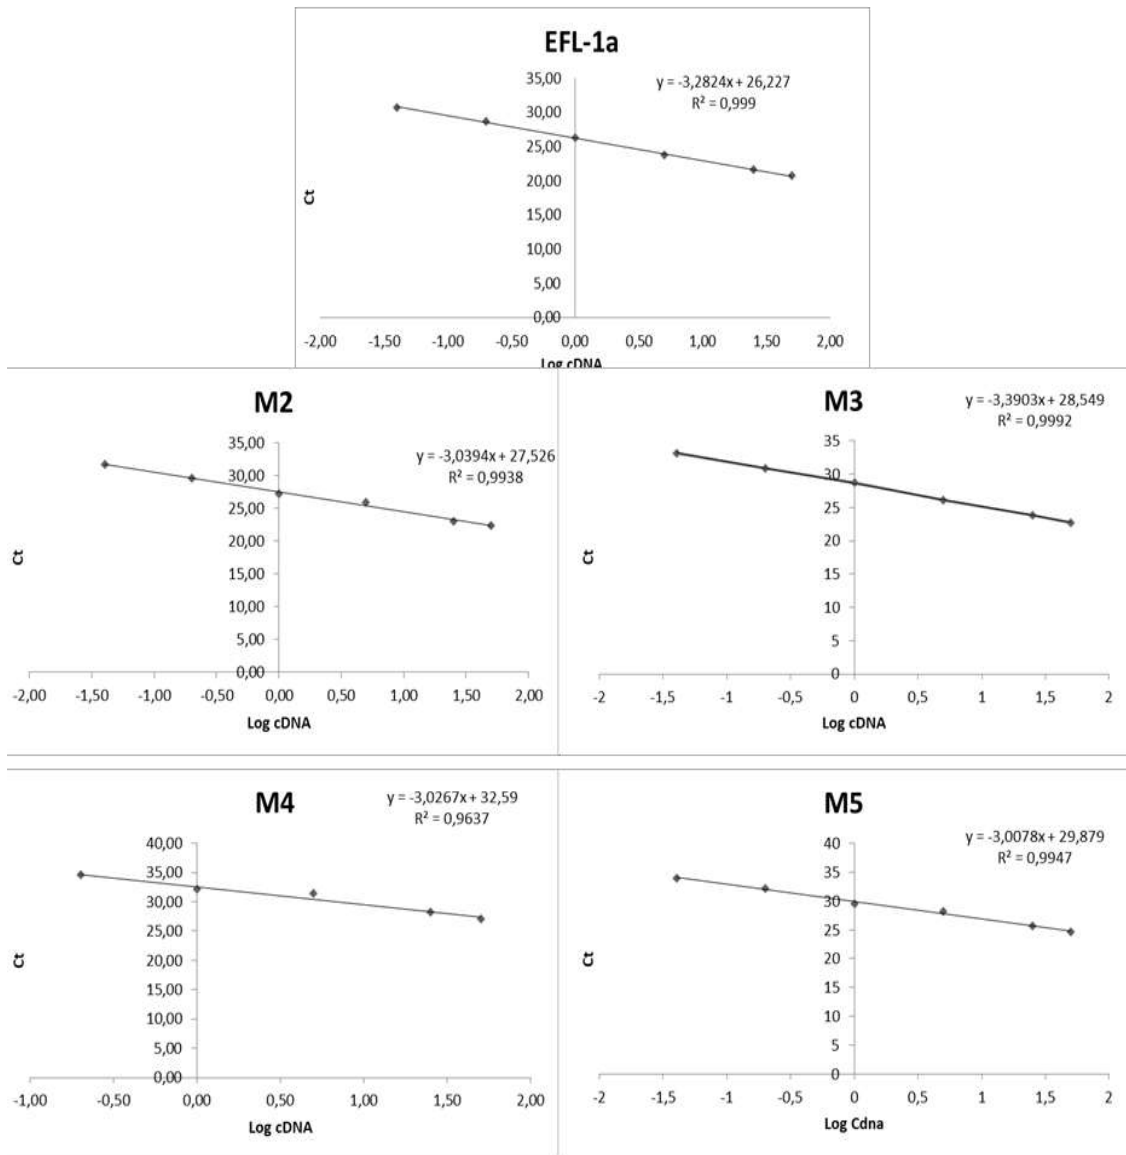 EFL-1a
y = -3,2824x + 26,227
R² = 0,999
35,00
30,00
25,00
20,00
15,00
10,00
5,00
0,00
Ct
-2,00 -1,50 -1,00 -0,50 0,00 0,50 1,00 1,50 2,00
Log cDNA
M2
y = -3,0394x + 27,526
R² = 0,9938
35,00
30,00
25,00
20,00
15,00
10,00
5,00
0,00
Ct
-2,00 -1,50 -1,00 -0,50 0,00 0,50 1,00 1,50 2,00
Log cDNA
M3
y = -3,3903x + 28,549
R² = 0,9992
35
30
25
20
15
10
5
0
Ct
-2 -1,5 -1 -0,5 0 0,5 1 1,5 2
Log cDNA
M4
y = -3,0267x + 32,59
R² = 0,9637
40,00
35,00
30,00
25,00
20,00
15,00
10,00
5,00
0,00
Ct
-1,00 -0,50 0,00 0,50 1,00 1,50 2,00
Log cDNA
M5
y = -3,0078x + 29,879
R² = 0,9947
40
35
30
25
20
15
10
5
0
Ct
-2 -1,5 -1 -0,5 0 0,5 1 1,5 2
Log Cdna